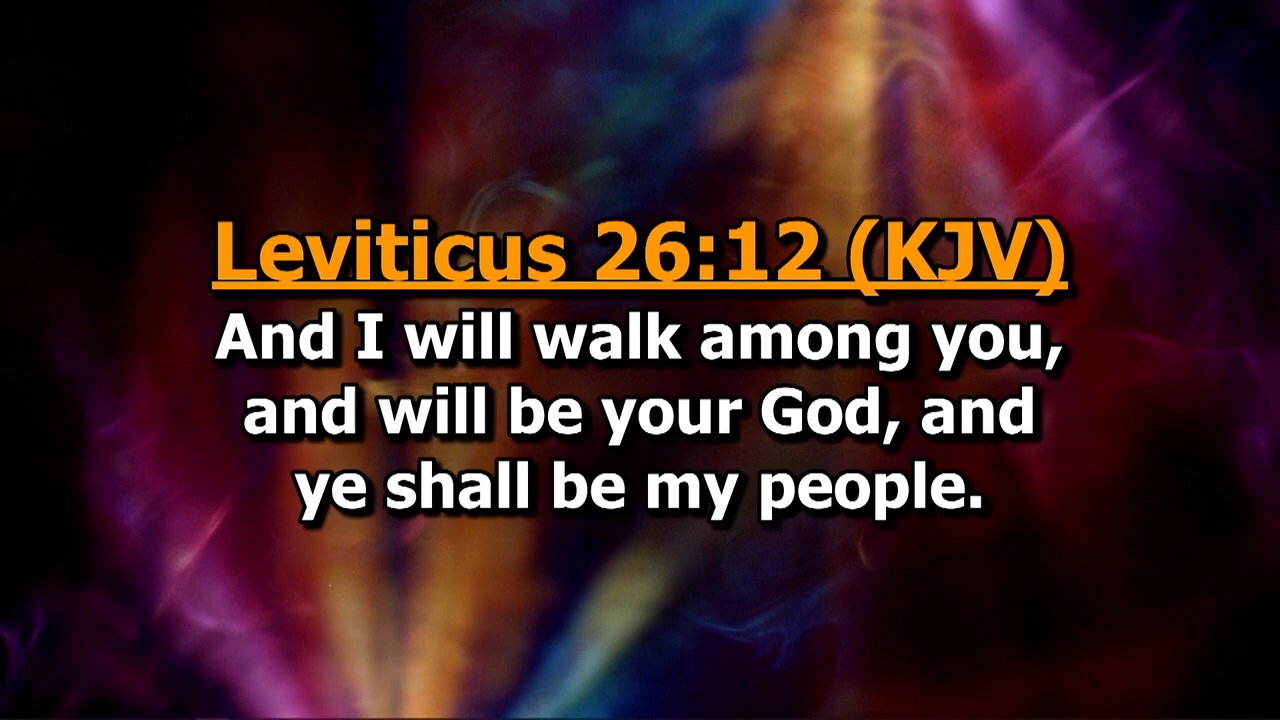 Leviticus 26:12 (KJV)
And I will walk among you,
and will be your God, and
ye shall be my people.